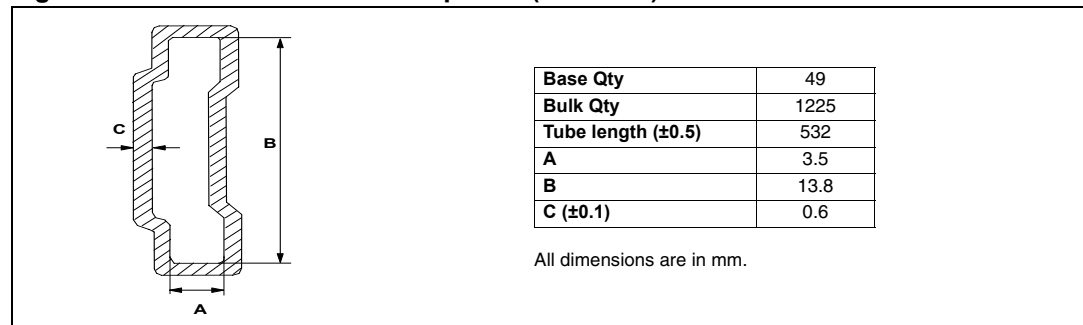 C
B
A
Base Qty 49
Bulk Qty 1225
Tube length (±0.5) 532
A 3.5
B 13.8
C (±0.1) 0.6
All dimensions are in mm.